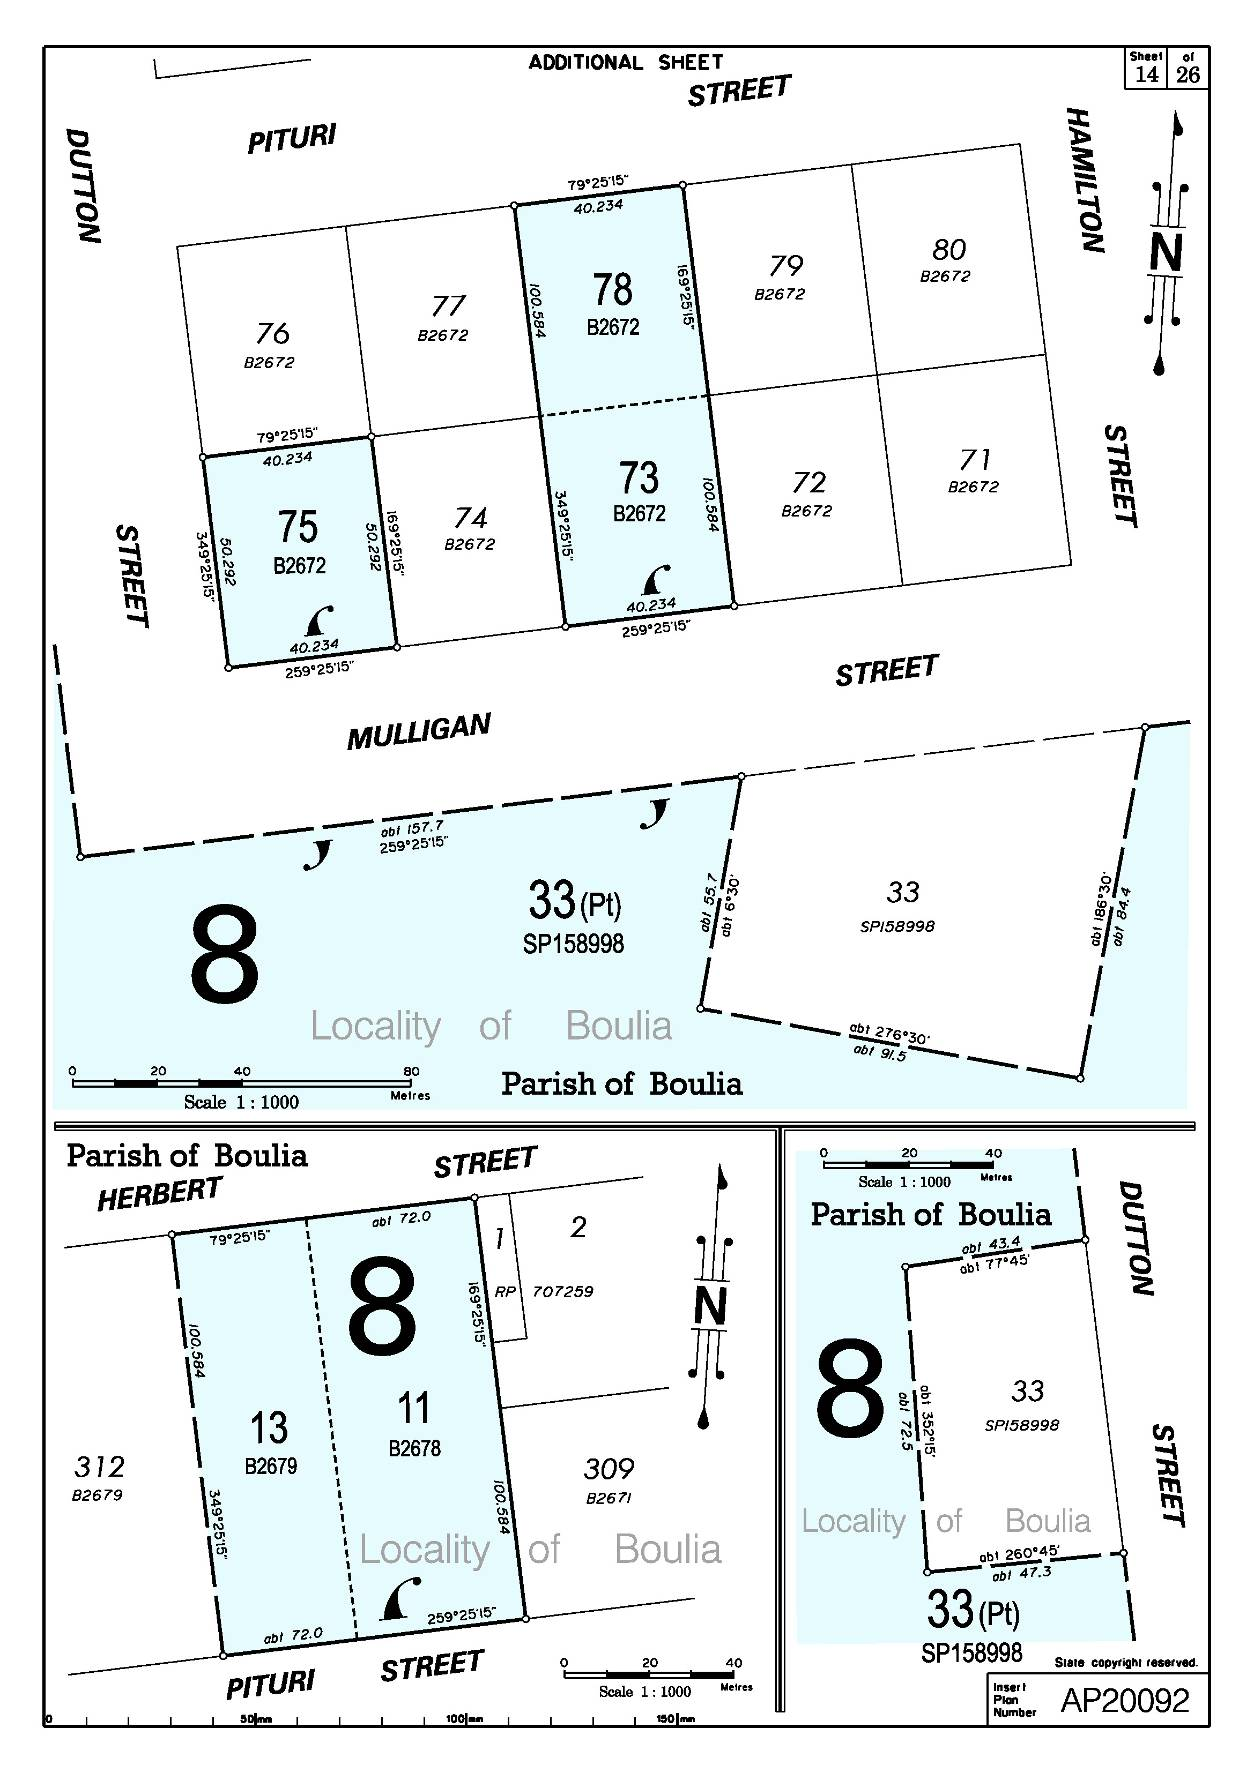 ADDITIONAL SHEET
Sheet of
14 26
STREET
PITURI
DUTTON
HAMILTON
N
79°25'15"
40.234
78
B2672
100.584
169°25'15"
79
B2672
80
B2672
77
B2672
76
B2672
79°25'15"
40.234
75
B2672
349°25'15"
50.292
50.292
169°25'15"
40.234
259°25'15"
74
B2672
73
B2672
349°25'15"
100.584
40.234
259°25'15"
72
B2672
71
B2672
STREET
STREET
STREET
MULLIGAN
abt 157.7
259°25'15"
8
33 (Pt)
SP158998
abt 55.7
abt 6°30'
33
SP158998
abt 186°30'
abt 84.4
abt 276°30'
abt 91.5
Locality of Boulia
Parish of Boulia
0 20 40 80
Metres
Scale 1 : 1000
Parish of Boulia
HERBERT
STREET
79°25'15"
abt 72.0
8
1
2
RP 707259
169°25'15"
100.584
13
B2679
11
B2678
312
B2679
309
B2671
349°25'15"
100.584
Locality of Boulia
259°25'15"
abt 72.0
PITURI STREET
N
0 20 40
Scale 1 : 1000 Metres
0 50 mm 100 mm 150 mm
0 20 40
Scale 1 : 1000 Metres
Parish of Boulia
DUTTON
abt 43.4
abt 77°45'
8
33
SP158998
abt 72.5
abt 352°15'
STREET
Locality of Boulia
abt 260°45'
abt 47.3
33 (Pt)
SP158998
State copyright reserved.
Insert
Plan
Number
AP20092